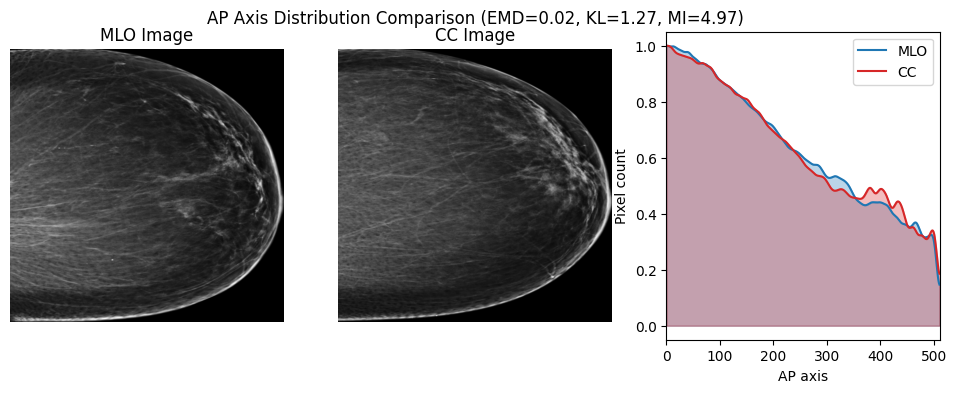 AP Axis Distribution Comparison (EMD=0.02, KL=1.27, MI=4.97)
MLO Image
CC Image
MLO
CC
Pixel count
1.0
0.8
0.6
0.4
0.2
0.0
0 100 200 300 400 500
AP axis